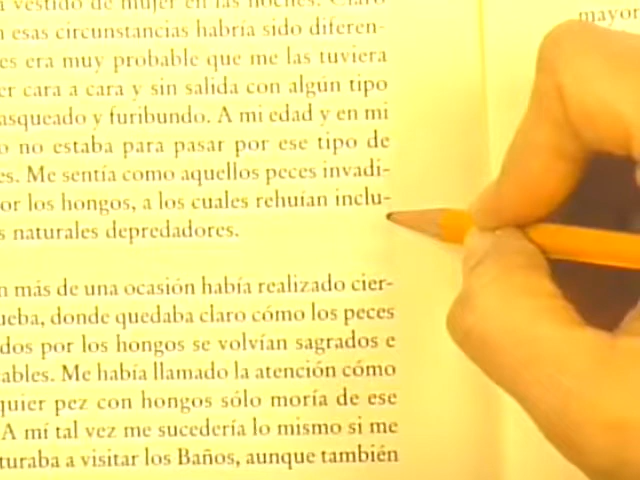 vestido de mujer en las noches. Claro
esas circunstancias habría sido diferen-
es era muy probable que me las tuviera
er cara a cara y sin salida con algún tipo
asqueado y furibundo. A mi edad y en mi
o no estaba para pasar por ese tipo de
es. Me sentía como aquellos peces invadi-
or los hongos, a los cuales rehuían inclu-
s naturales depredadores.
n más de una ocasión había realizado cier-
ueba, donde quedaba claro cómo los peces
dos por los hongos se volvían sagrados e
ables. Me había llamado la atención cómo
quier pez con hongos sólo moría de ese
A mí tal vez me sucedería lo mismo si me
turaba a visitar los Baños, aunque también
mayor